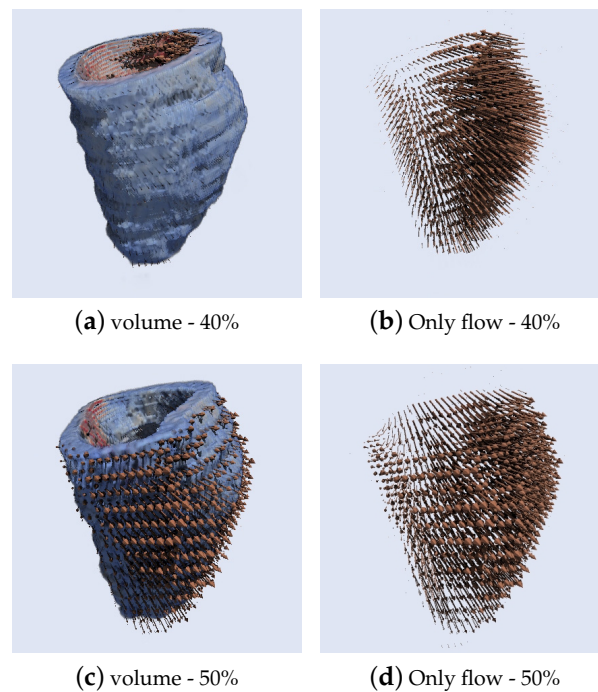 (a) volume - 40%
(b) Only flow - 40%
(c) volume - 50%
(d) Only flow - 50%